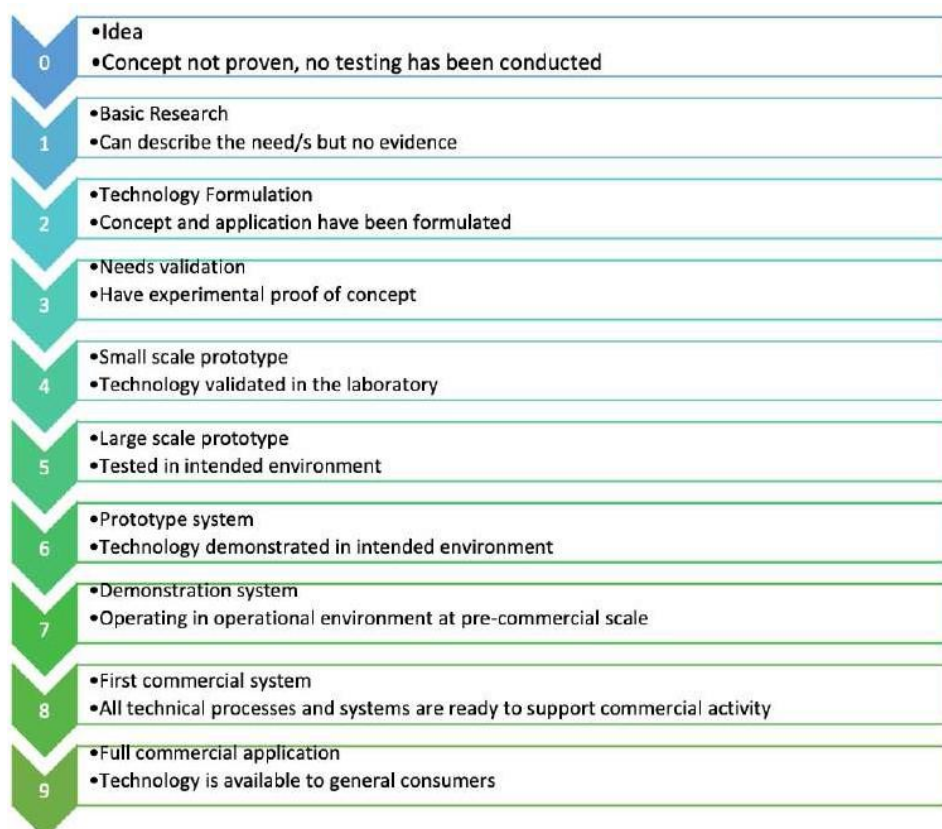 •Idea
0
•Concept not proven, no testing has been conducted
•Basic Research
1
•Can describe the need/s but no evidence
•Technology Formulation
2
•Concept and application have been formulated
•Needs validation
3
•Have experimental proof of concept
•Small scale prototype
4
•Technology validated in the laboratory
•Large scale prototype
5
•Tested in intended environment
•Prototype system
6
•Technology demonstrated in intended environment
•Demonstration system
7
•Operating in operational environment at pre-commercial scale
•First commercial system
8
•All technical processes and systems are ready to support commercial activity
•Full commercial application
9
•Technology is available to general consumers